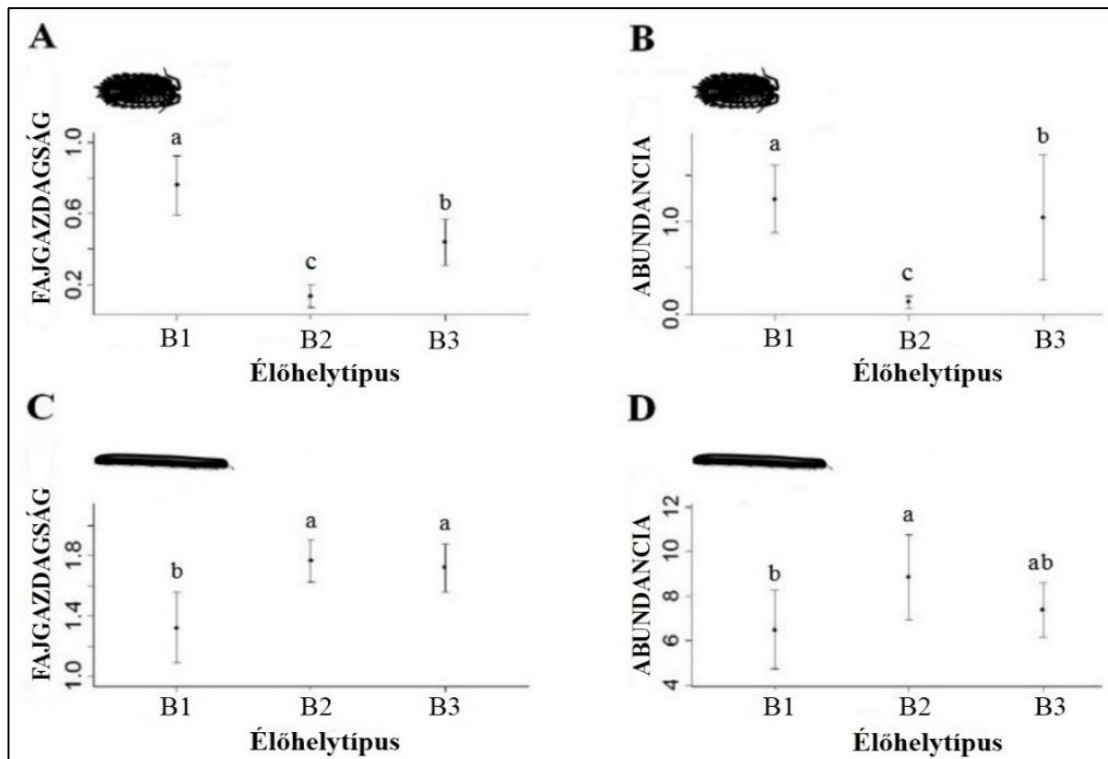 A
FAJGAZDAGSÁG
1.0
0.6
0.2
a
c
b
B1
B2
B3
Élőhelytípus
B
ABUNDANCIA
1.0
0.0
a
c
b
B1
B2
B3
Élőhelytípus
C
FAJGAZDAGSÁG
1.8
1.4
1.0
b
a
a
B1
B2
B3
Élőhelytípus
D
ABUNDANCIA
12
10
8
6
4
b
a
ab
B1
B2
B3
Élőhelytípus